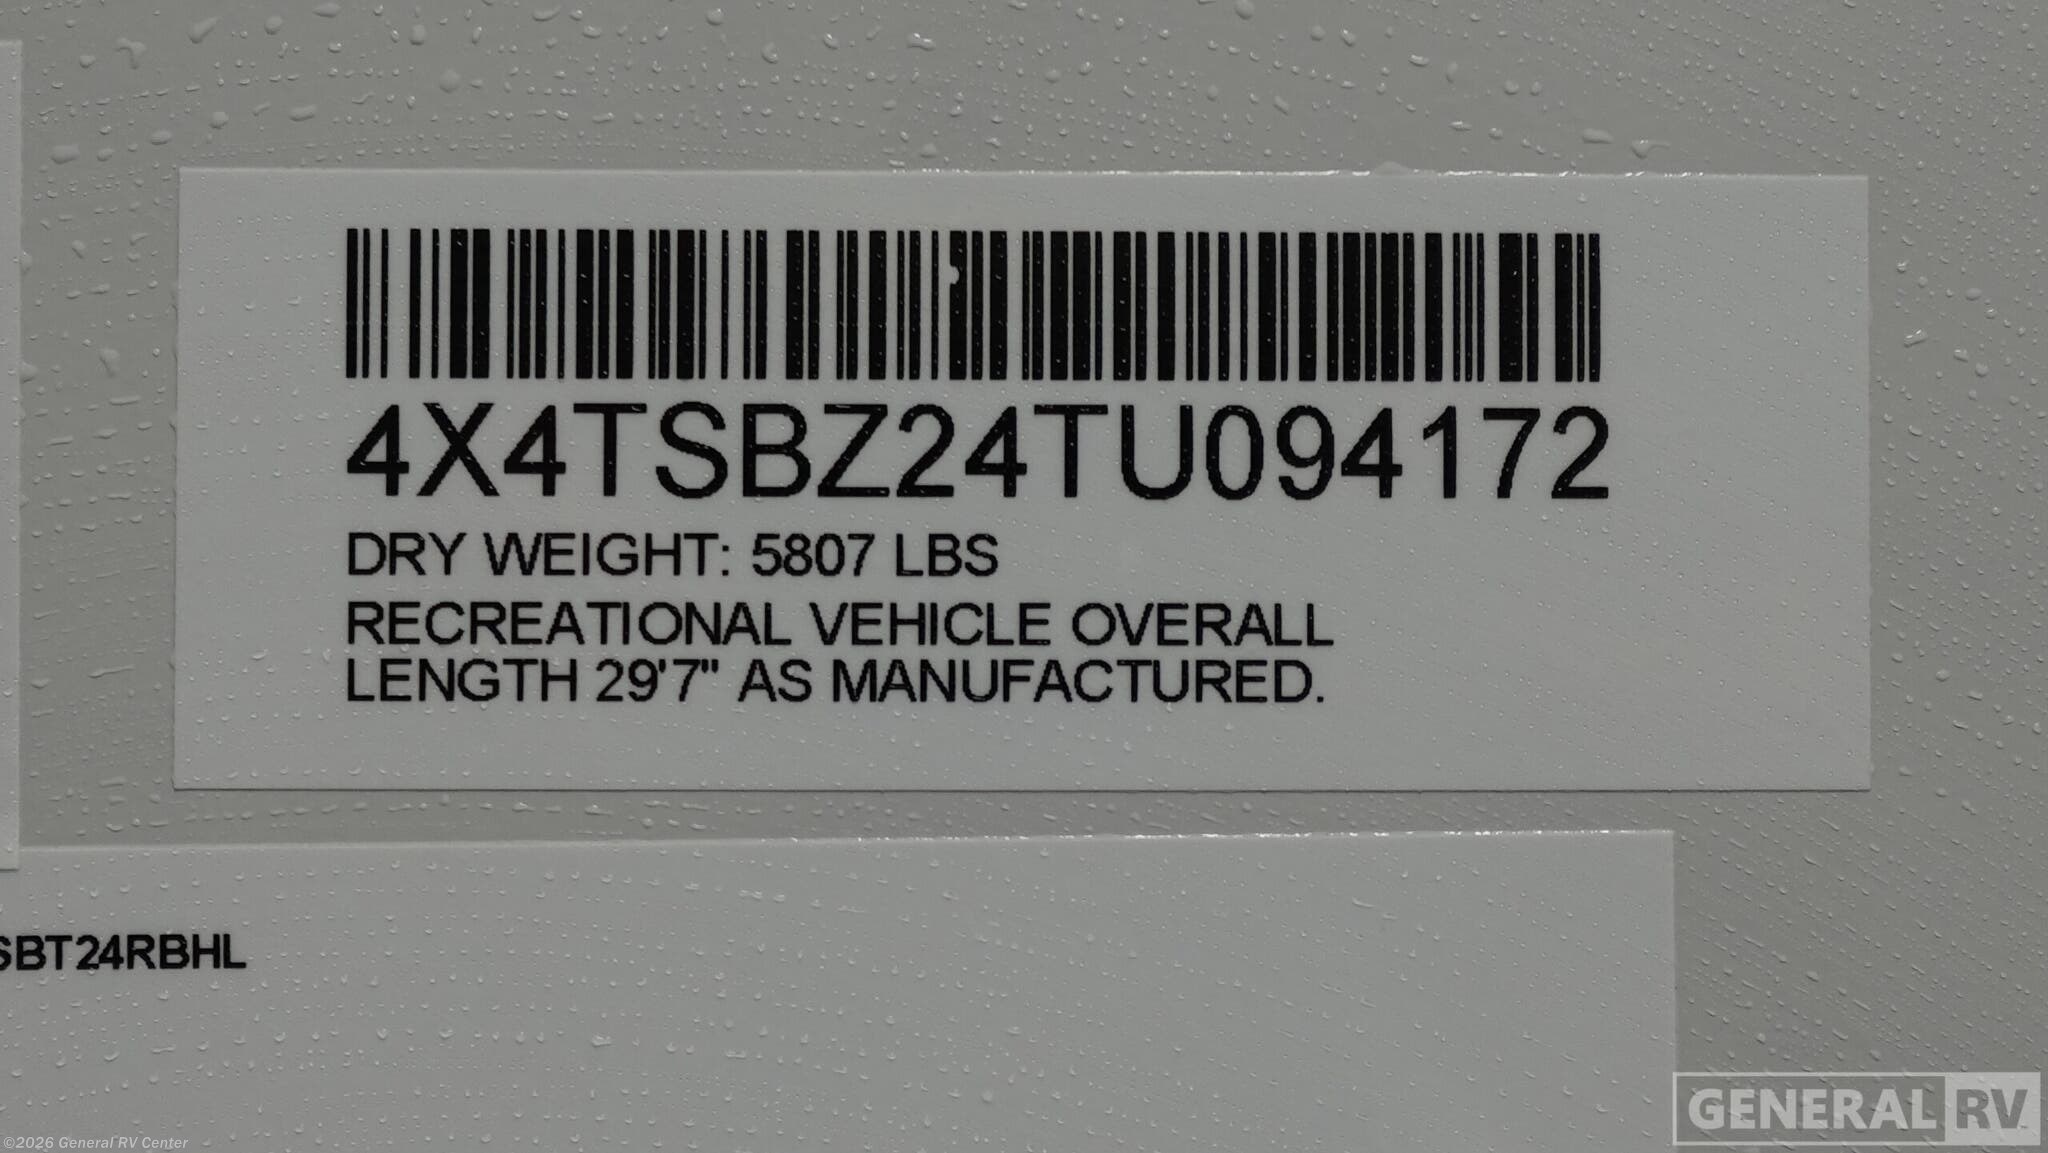 4X4TSBZ24TU094172
DRY WEIGHT: 5807 LBS
RECREATIONAL VEHICLE OVERALL
LENGTH 29'7" AS MANUFACTURED.
SBT24RBHL
GENERAL RV
©2026 General RV Center